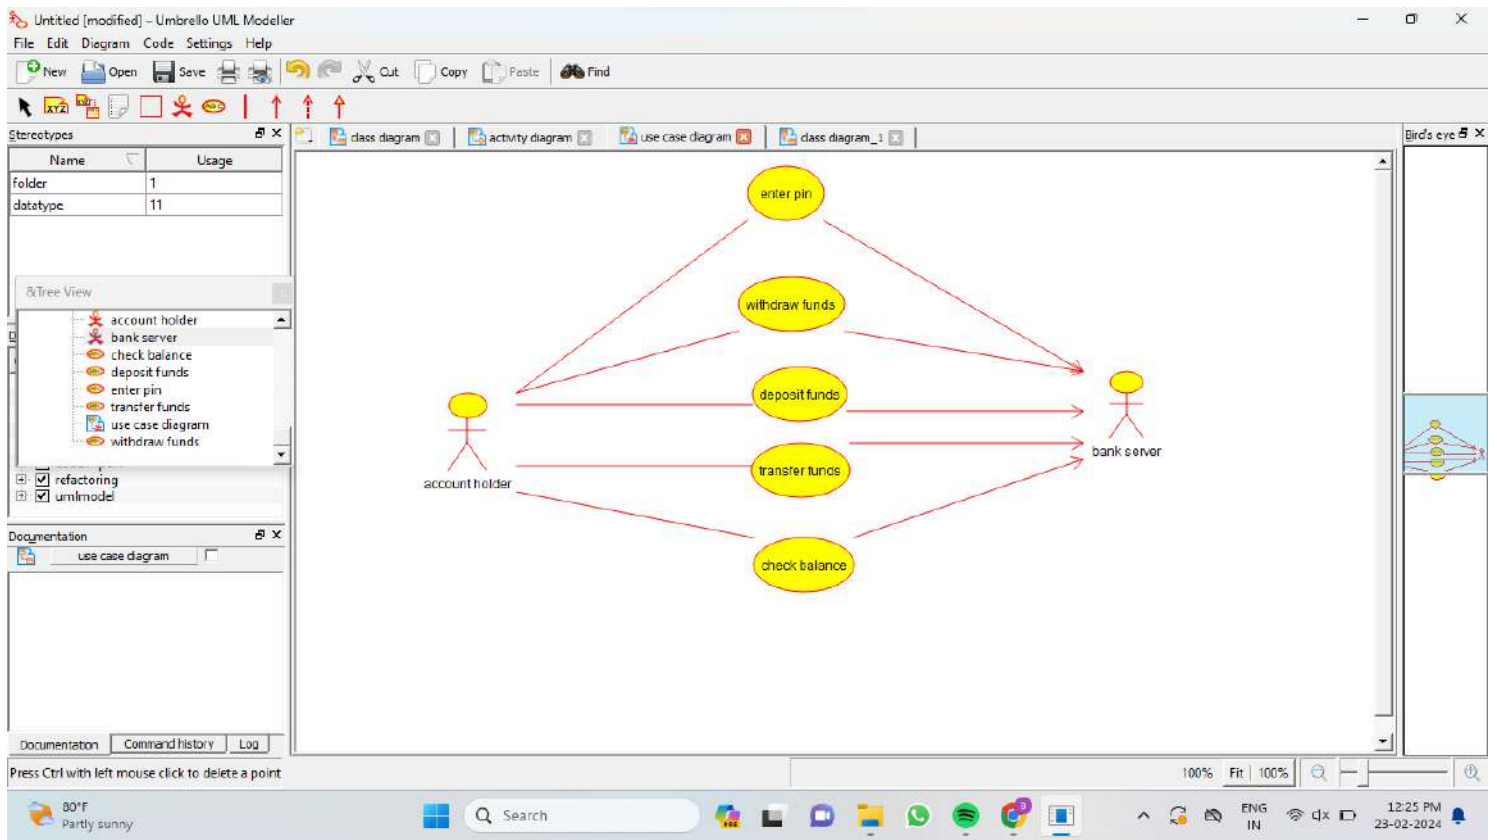 Untitled [modified] – Umbrello UML Modeller
File Edit Diagram Code Settings Help
New Open Save Cut Copy Paste Find
Stereotypes
class diagram activity diagram use case diagram class diagram_1
Bird's eye
Name Usage
folder 1
datatype 11
&Tree View
account holder
bank server
check balance
deposit funds
enter pin
transfer funds
use case diagram
withdraw funds
refactoring
umlmodel
Documentation
use case diagram
Documentation Command history Log
enter pin
withdraw funds
deposit funds
transfer funds
check balance
account holder
bank server
Press Ctrl with left mouse click to delete a point
100% Fit 100%
80°F
Partly sunny
Search
ENG
IN
12:25 PM
23-02-2024